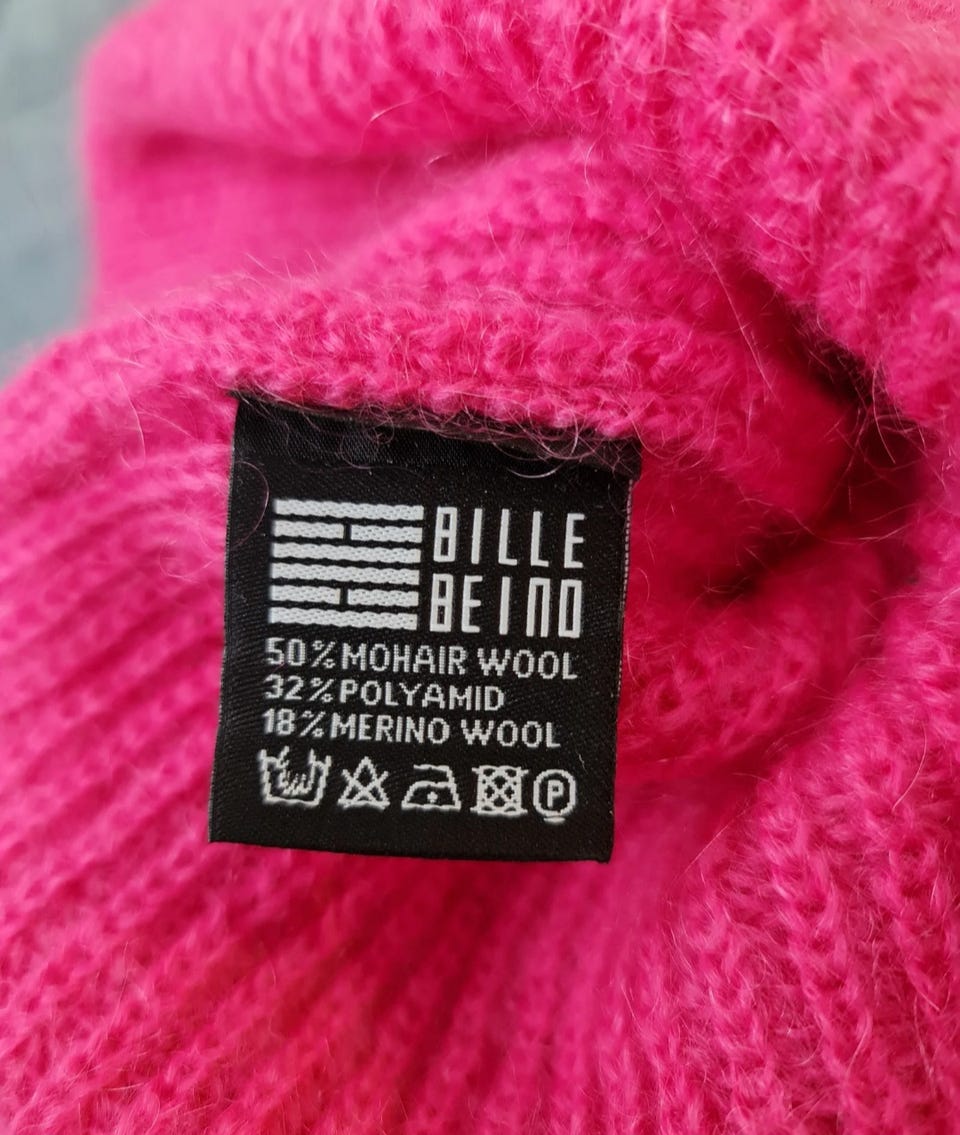 BILLE
BEINO
50% MOHAIR WOOL
32% POLYAMID
18% MERINO WOOL
P